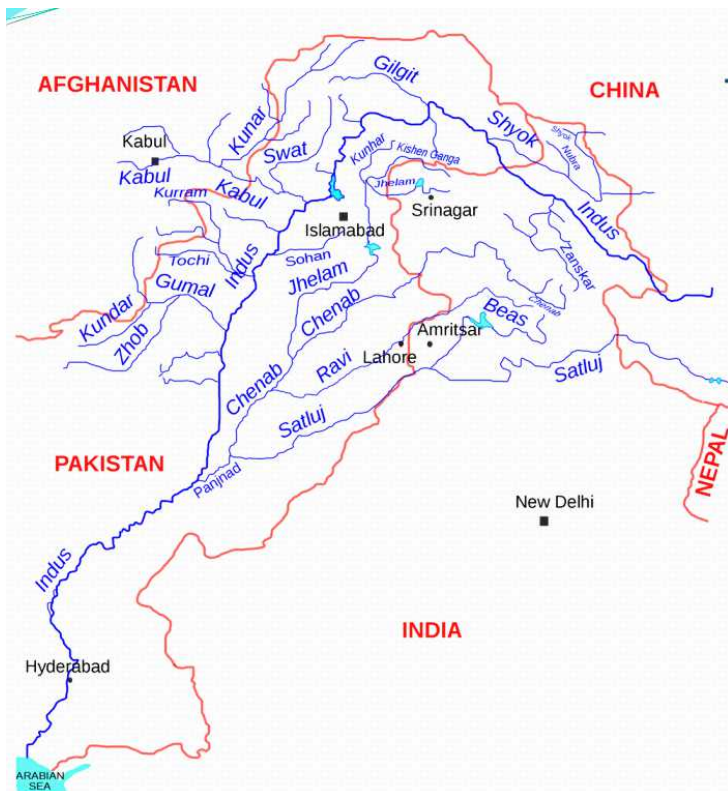 AFGHANISTAN
Gilgit
CHINA
Kunar
Shyok
Shyok
Nubra
Kabul
Swat
Kunhar
Kishen Ganga
Kabul
Kabul
Kurram
Jhelam
Srinagar
Islamabad
Indus
Sohan
Zanskar
Tochi
Indus
Jhelam
Gumal
Kundar
Chenab
Chenab
Beas
Zhob
Amritsar
Lahore
Ravi
Satluj
Chenab
Satluj
PAKISTAN
Panjnad
NEPAL
New Delhi
Indus
INDIA
Hyderabad
ARABIAN
SEA